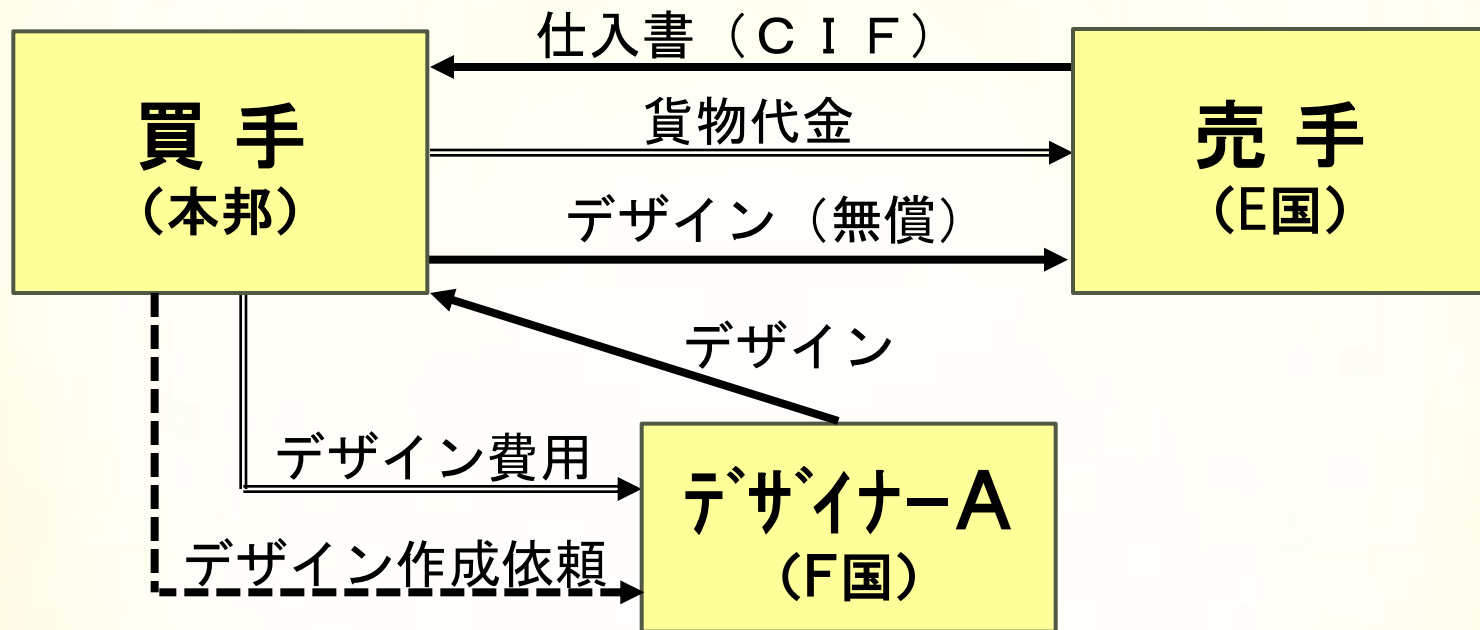 仕入書（ＣＩＦ）
買 手
（本邦）
貨物代金
売 手
（E国）
デザイン（無償）
デザイン
デザイン費用
ﾃﾞｻﾞｲﾅｰＡ
（F国）
デザイン作成依頼